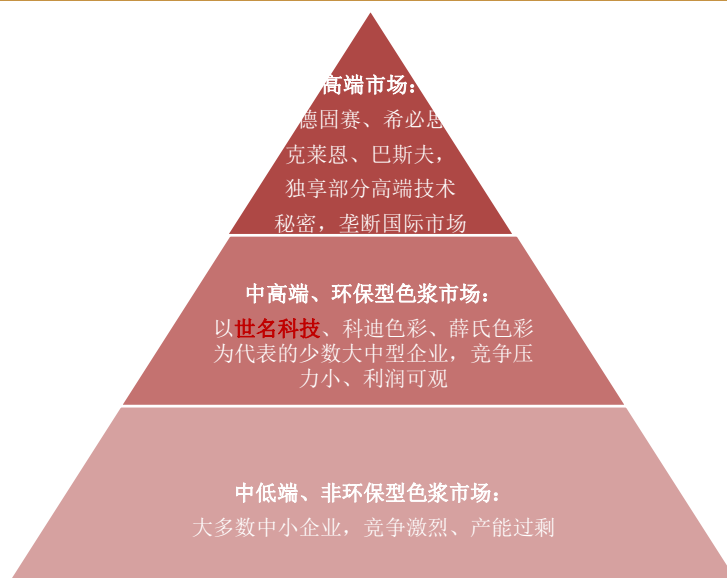 高端市场：
德固赛、希必思
克莱恩、巴斯夫，
独享部分高端技术
秘密，垄断国际市场
中高端、环保型色浆市场：
以世名科技、科迪色彩、薛氏色彩
为代表的少数大中型企业，竞争压
力小、利润可观
中低端、非环保型色浆市场：
大多数中小企业，竞争激烈、产能过剩